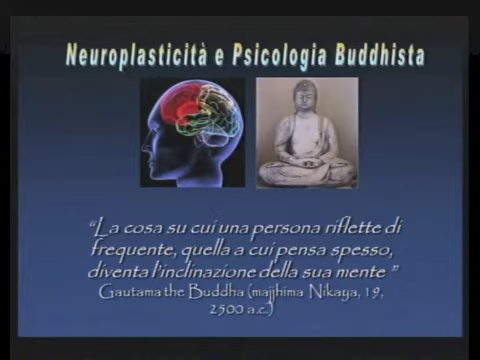 Neuroplasticità e Psicologia Buddhista
“La cosa su cui una persona riflette di
frequente, quella a cui pensa spesso,
diventa l'inclinazione della sua mente ”
Gautama the Buddha (majjhima Nikaya, 19,
2500 a.c.)